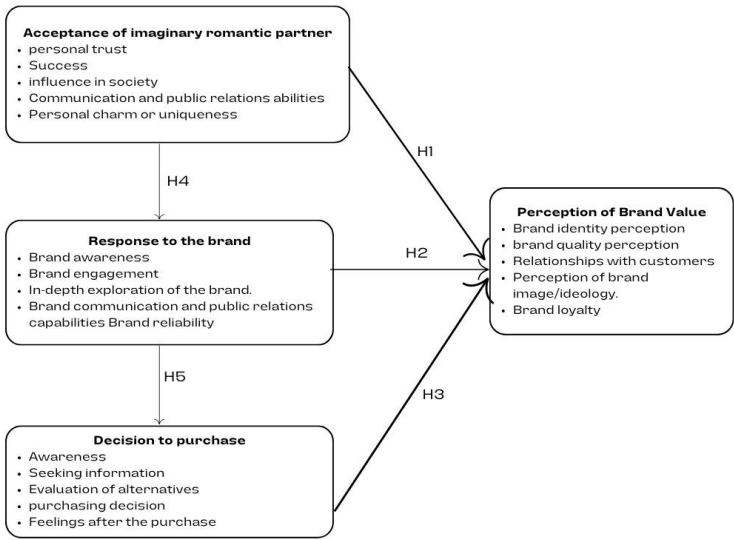 Acceptance of imaginary romantic partner
• personal trust
• Success
• influence in society
• Communication and public relations abilities
• Personal charm or uniqueness
H1
H4
Perception of Brand Value
• Brand identity perception
• brand quality perception
• Relationships with customers
• Perception of brand
image/ideology.
• Brand loyalty
Response to the brand
• Brand awareness
• Brand engagement
• In-depth exploration of the brand.
• Brand communication and public relations
capabilities Brand reliability
H2
H5
H3
Decision to purchase
• Awareness
• Seeking information
• Evaluation of alternatives
• purchasing decision
• Feelings after the purchase